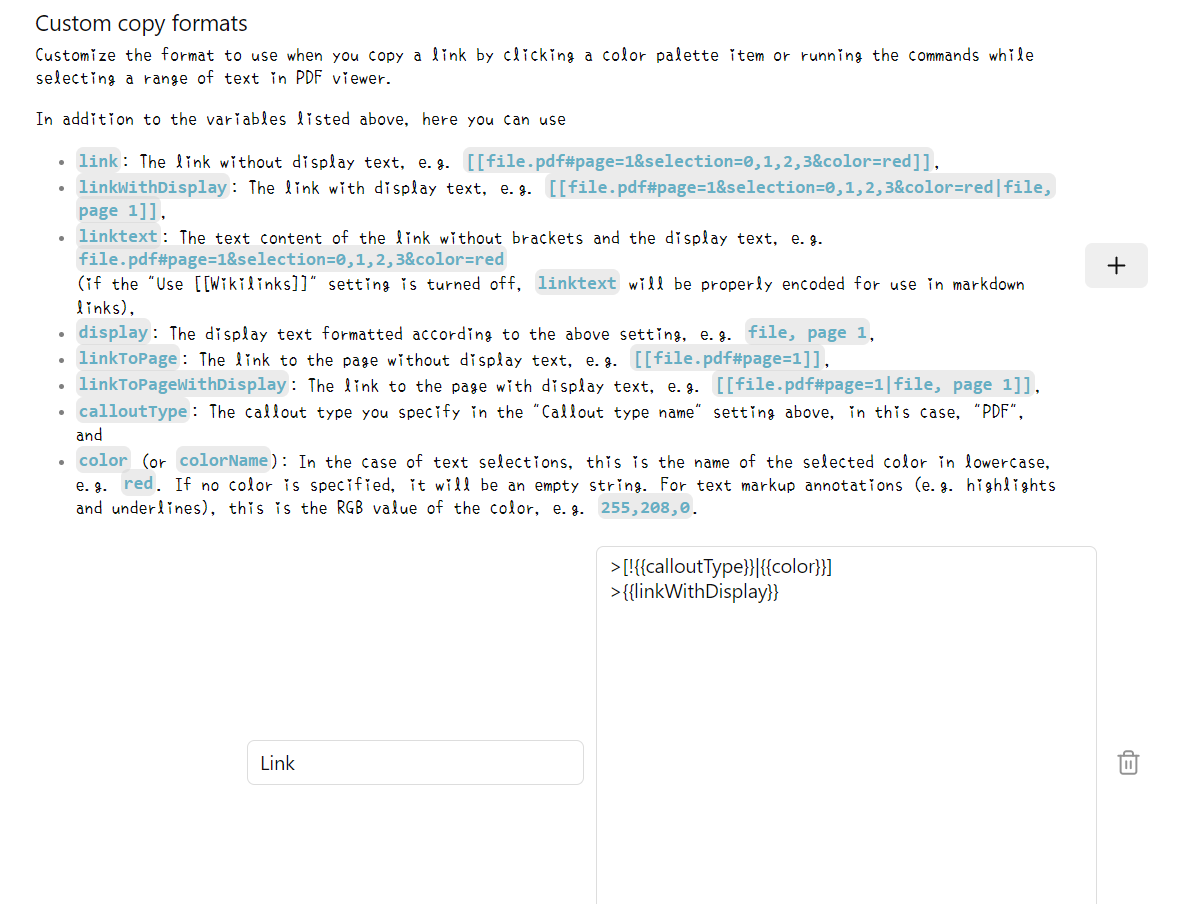 Custom copy formats
Customize the format to use when you copy a link by clicking a color palette item or running the commands while
selecting a range of text in PDF viewer.
In addition to the variables listed above, here you can use
• link: The link without display text, e.g. [[file.pdf#page=1&selection=0,1,2,3&color=red]],
• linkWithDisplay: The link with display text, e.g. [[file.pdf#page=1&selection=0,1,2,3&color=red|file,
page 1]],
• linktext: The text content of the link without brackets and the display text, e.g.
file.pdf#page=1&selection=0,1,2,3&color=red
(if the "Use [[Wikilinks]]" setting is turned off, linktext will be properly encoded for use in markdown
links),
• display: The display text formatted according to the above setting, e.g. file, page 1,
• linkToPage: The link to the page without display text, e.g. [[file.pdf#page=1]],
• linkToPageWithDisplay: The link to the page with display text, e.g. [[file.pdf#page=1|file, page 1]],
• calloutType: The callout type you specify in the "Callout type name" setting above, in this case, "PDF",
and
• color (or colorName): In the case of text selections, this is the name of the selected color in lowercase,
e.g. red. If no color is specified, it will be an empty string. For text markup annotations (e.g. highlights
and underlines), this is the RGB value of the color, e.g. 255,208,0.
>[!{{calloutType}}|{{color}}]
>{{linkWithDisplay}}
Link